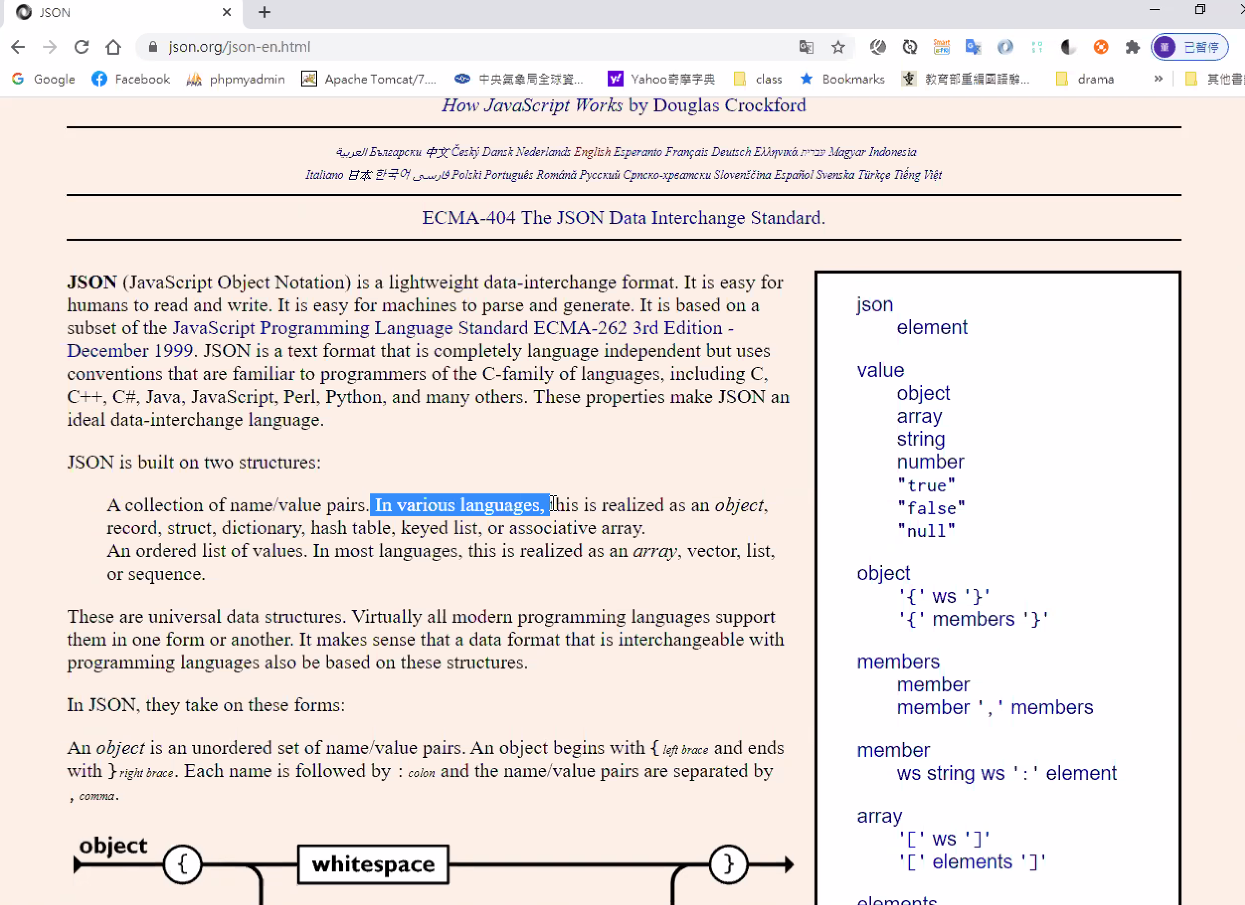 JSON
json.org/json-en.html
已暫停
Google Facebook phpmyadmin Apache Tomcat/7.... 中央氣象局全球資... Yahoo奇摩字典 class Bookmarks 教育部重編國語辭... drama » 其他書
How JavaScript Works by Douglas Crockford
العربية Български 中文 Český Dansk Nederlands English Esperanto Français Deutsch Ελληνικά עברית Magyar Indonesia
Italiano 日本 한국어 فارسی Polski Português Română Русский Српско-хрватски Slovenščina Español Svenska Türkçe Tiếng Việt
ECMA-404 The JSON Data Interchange Standard.
JSON (JavaScript Object Notation) is a lightweight data-interchange format. It is easy for
humans to read and write. It is easy for machines to parse and generate. It is based on a
subset of the JavaScript Programming Language Standard ECMA-262 3rd Edition -
December 1999. JSON is a text format that is completely language independent but uses
conventions that are familiar to programmers of the C-family of languages, including C,
C++, C#, Java, JavaScript, Perl, Python, and many others. These properties make JSON an
ideal data-interchange language.
JSON is built on two structures:
A collection of name/value pairs. In various languages, this is realized as an object,
record, struct, dictionary, hash table, keyed list, or associative array.
An ordered list of values. In most languages, this is realized as an array, vector, list,
or sequence.
These are universal data structures. Virtually all modern programming languages support
them in one form or another. It makes sense that a data format that is interchangeable with
programming languages also be based on these structures.
In JSON, they take on these forms:
An object is an unordered set of name/value pairs. An object begins with { left brace and ends
with } right brace. Each name is followed by : colon and the name/value pairs are separated by
, comma.
object
{ whitespace }
json
element
value
object
array
string
number
"true"
"false"
"null"
object
'{' ws '}'
'{' members '}'
members
member
member ',' members
member
ws string ws ':' element
array
'[' ws ']'
'[' elements ']'
elements